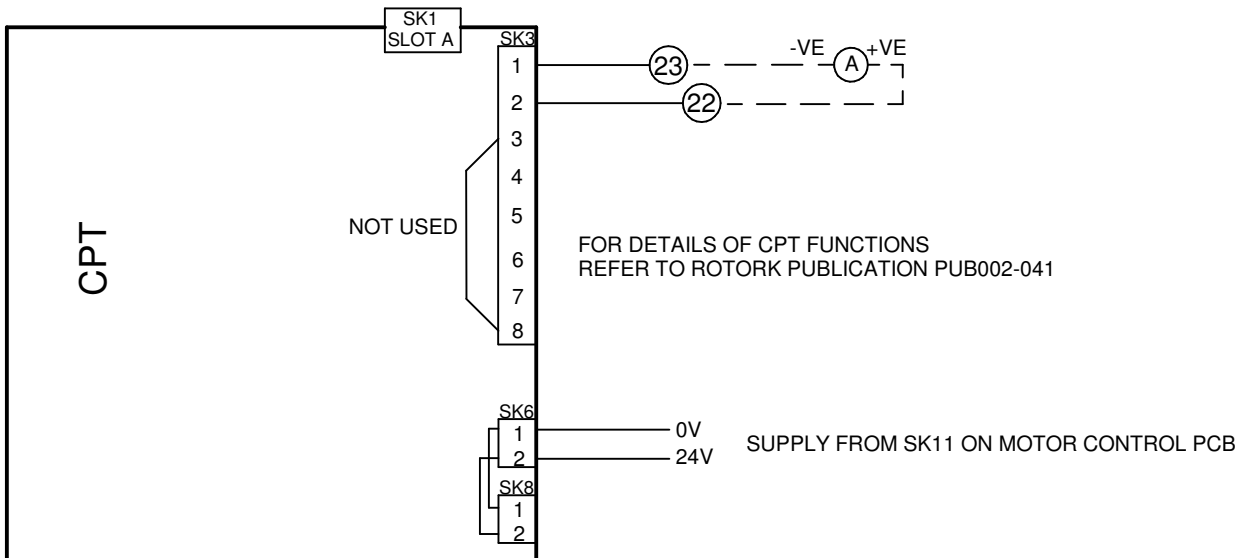 SK1
SLOT A
SK3
1
23
-VE
A
+VE
2
22
3
4
NOT USED
5
6
7
8
CPT
FOR DETAILS OF CPT FUNCTIONS
REFER TO ROTORK PUBLICATION PUB002-041
SK6
1
0V
2
24V
SUPPLY FROM SK11 ON MOTOR CONTROL PCB
SK8
1
2